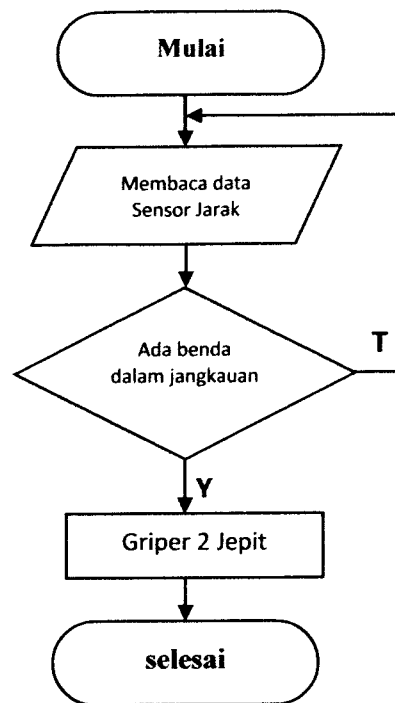 Mulai
Membaca data
Sensor Jarak
Ada benda
dalam jangkauan
T
Y
Griper 2 Jepit
selesai